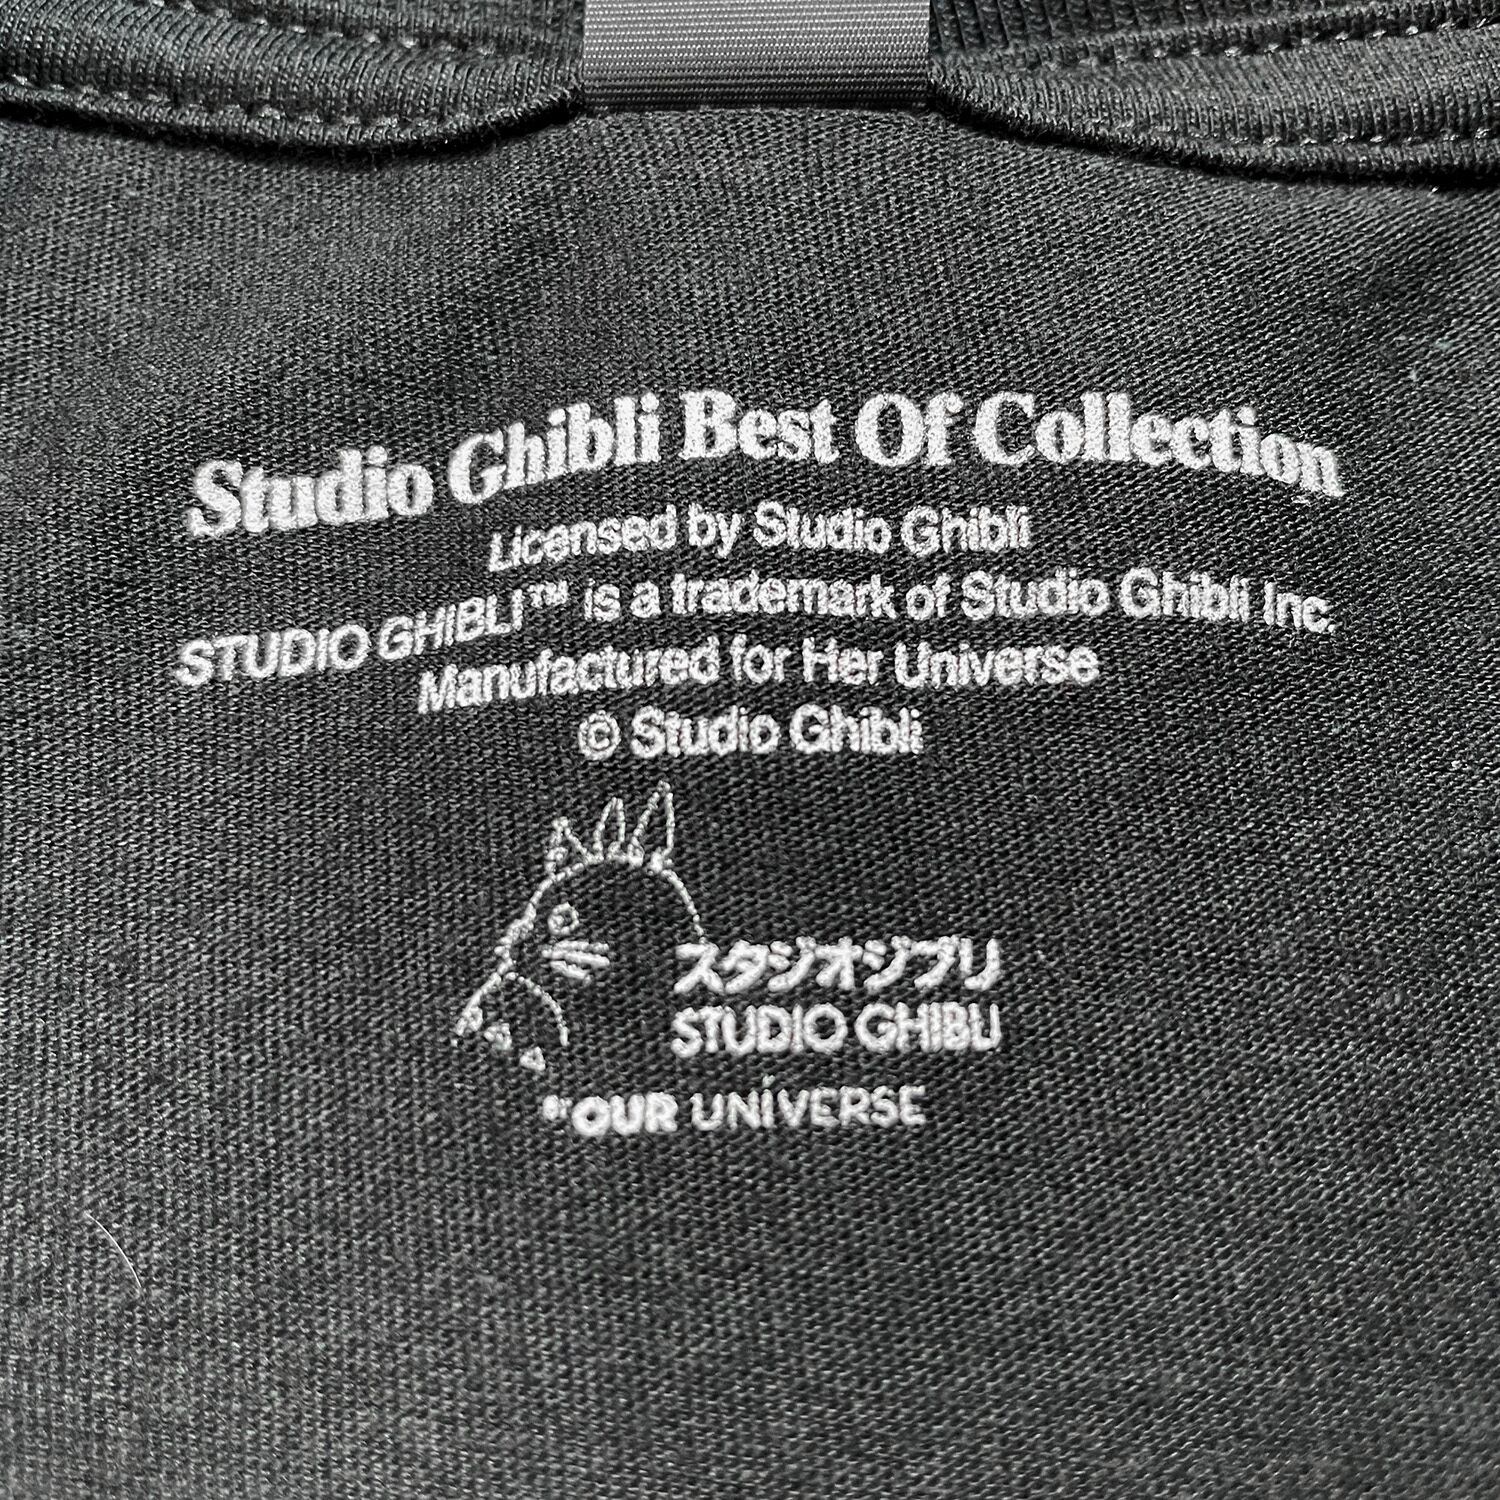 Studio Ghibli Best Of Collection
Licensed by Studio Ghibli
STUDIO GHIBLI™ is a trademark of Studio Ghibli Inc.
Manufactured for Her Universe
© Studio Ghibli
スタジオジブリ
STUDIO GHIBLI
BY OUR UNIVERSE